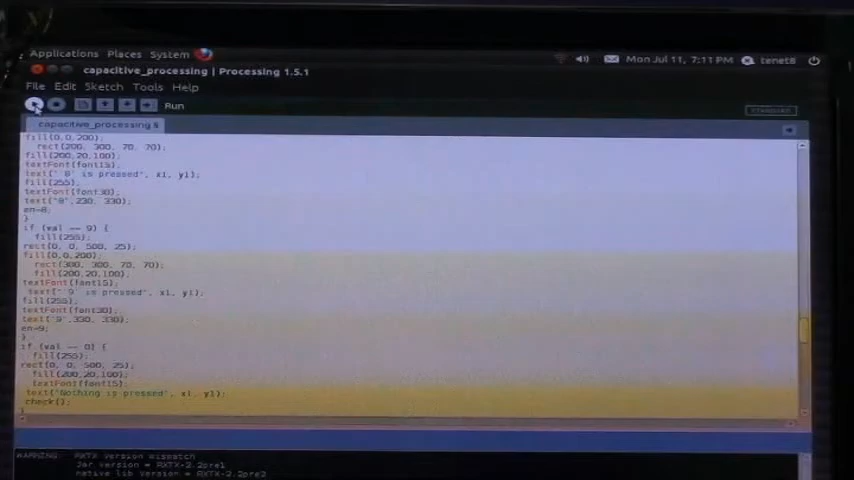 Applications Places System Mon Jul 11, 7:11 PM tenet8
capacitive_processing | Processing 1.5.1
File Edit Sketch Tools Help
Run
STANDARD
capacitive_processing §
fill(0,0,200);
rect(200, 300, 70, 70);
fill(200,20,100);
textFont(font15);
text(" 8' is pressed", x1, y1);
fill(255);
textFont(font30);
text("8",230, 330);
en=8;
}
if (val == 9) {
fill(255);
rect(0, 0, 500, 25);
fill(0,0,200);
rect(300, 300, 70, 70);
fill(200,20,100);
textFont(font15);
text("'9' is pressed", x1, y1);
fill(255);
textFont(font30);
text("9",330, 330);
en=9;
}
if (val == 0) {
fill(255);
rect(0, 0, 500, 25);
fill(200,20,100);
textFont(font15);
text("Nothing is pressed", x1, y1);
check();
}
WARNING: RXTX Version mismatch
Jar version = RXTX-2.2pre1
native lib Version = RXTX-2.2pre2